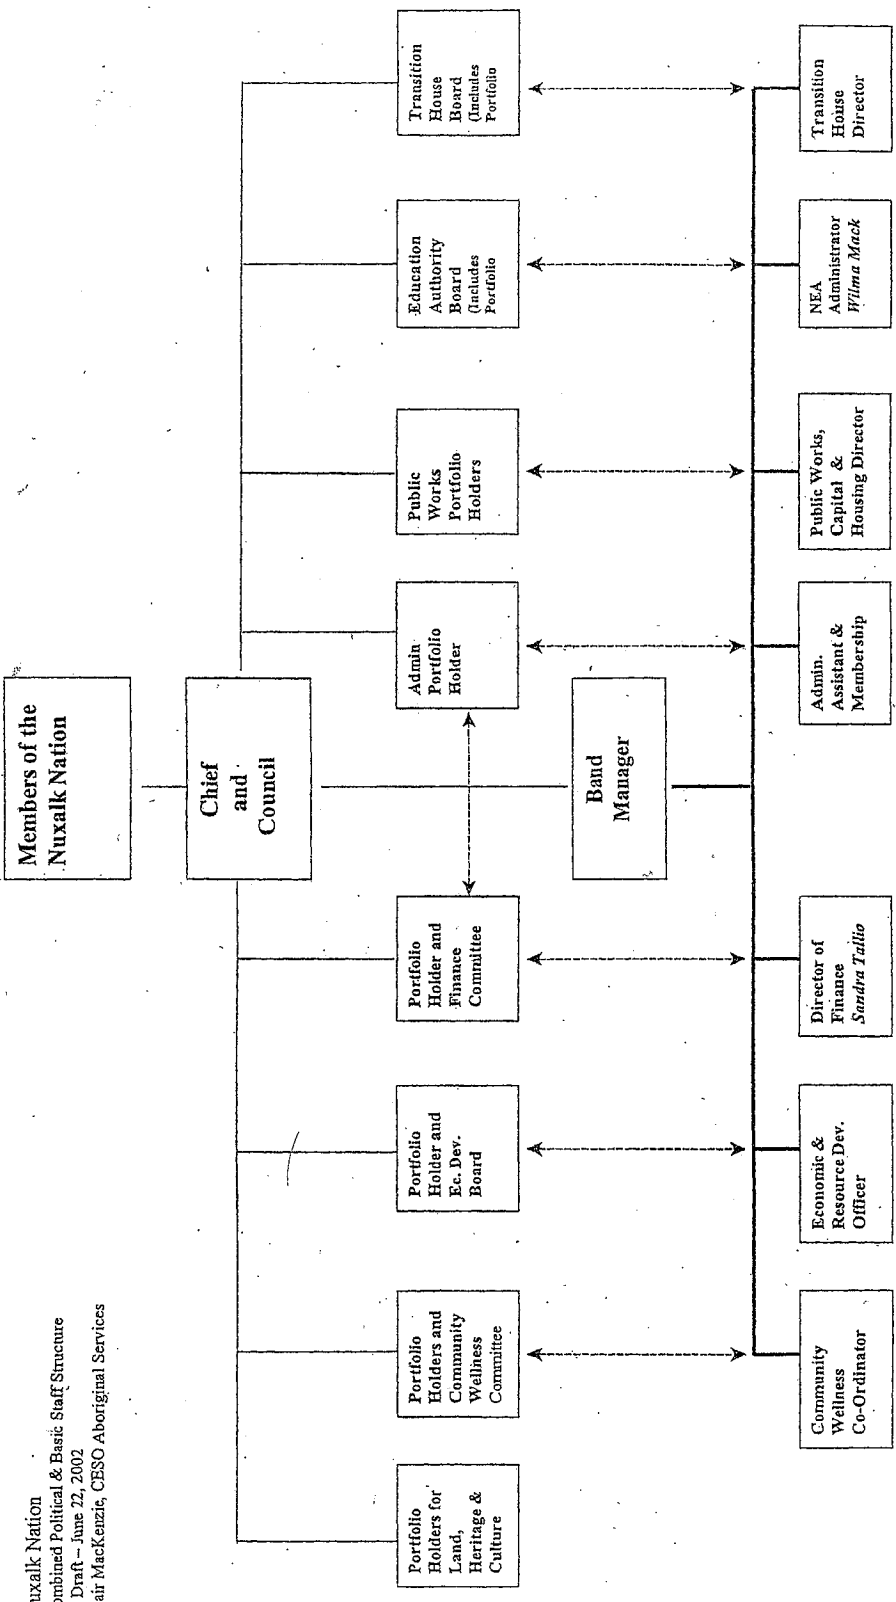 uxalk Nation
ombined Political & Basic Staff Structure
Draft – June 22, 2002
air MacKenzie, CESO Aboriginal Services
Members of the
Nuxalk Nation
Chief
and
Council
Portfolio
Holders for
Land,
Heritage &
Culture
Portfolio
Holders and
Community
Wellness
Committee
Portfolio
Holder and
Ec. Dev.
Board
Portfolio
Holder and
Finance
Committee
Admin
Portfolio
Holder
Public
Works
Portfolio
Holders
Education
Authority
Board
(Includes
Portfolio
Transition
House
Board
(Includes
Portfolio
Band
Manager
Community
Wellness
Co-Ordinator
Economic &
Resource Dev.
Officer
Director of
Finance
Sandra Tallio
Admin.
Assistant &
Membership
Public Works,
Capital &
Housing Director
NEA
Administrator
Wilma Mack
Transition
House
Director